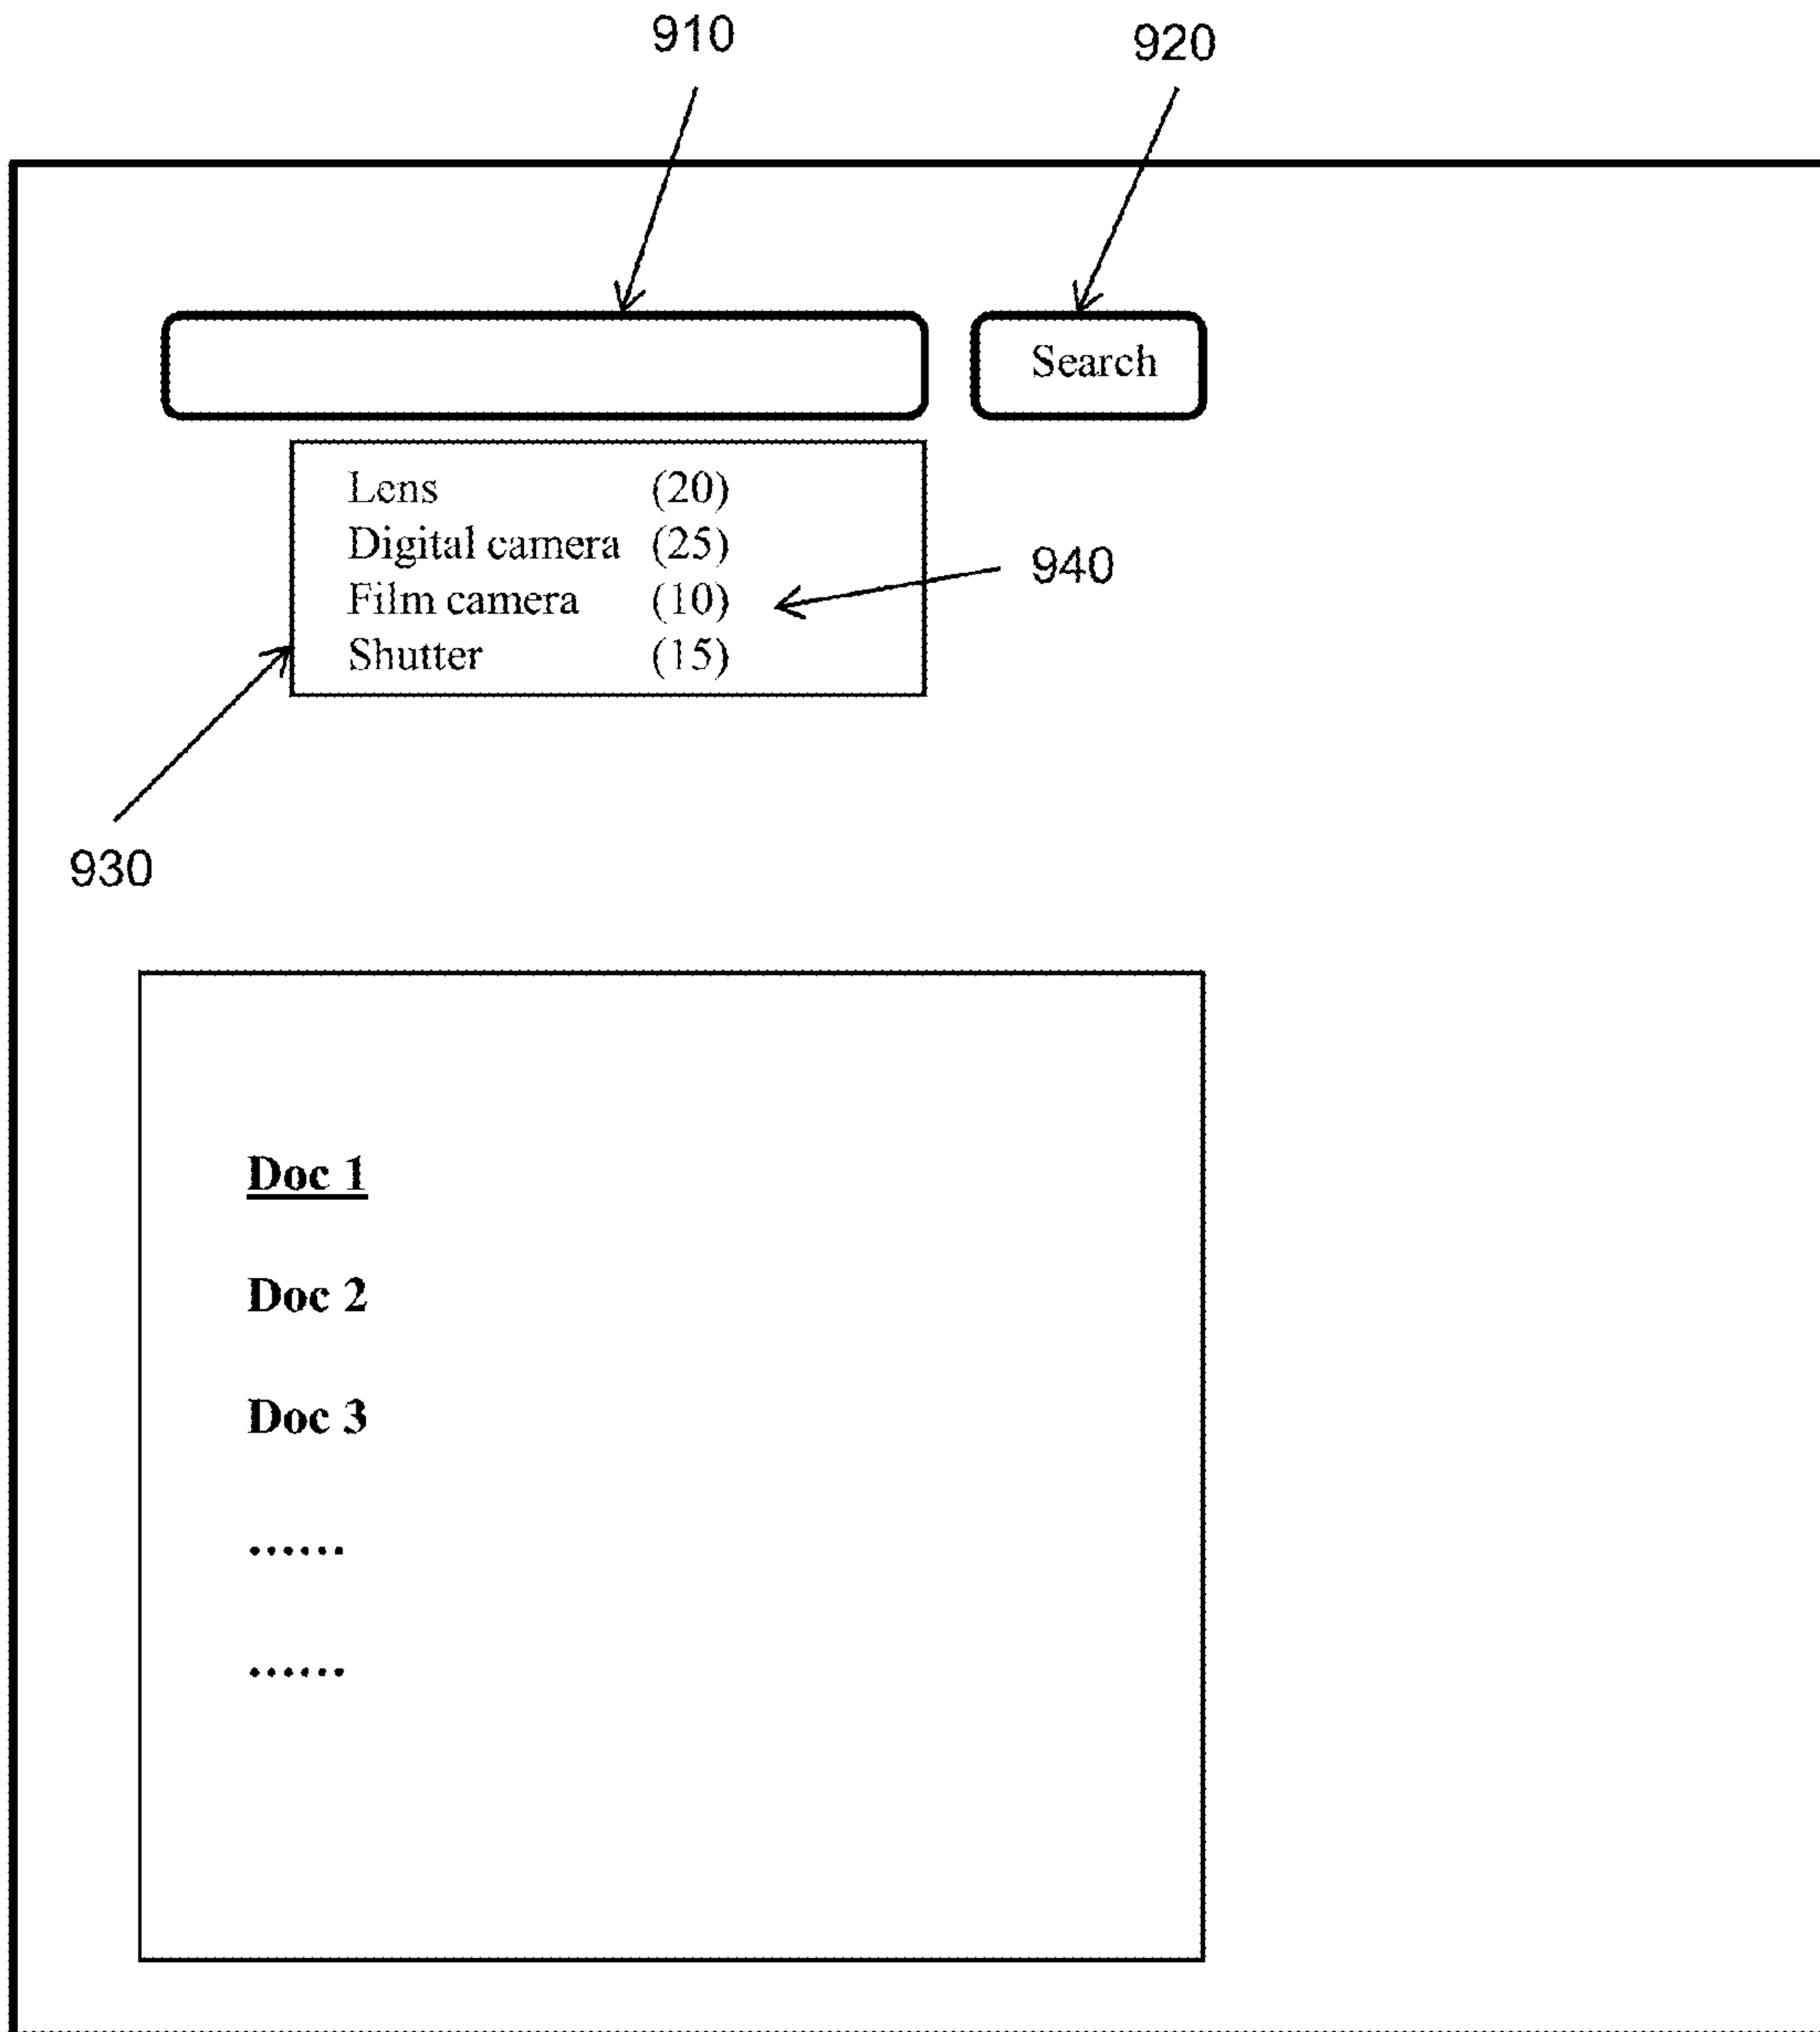 910 920
Search
Lens (20)
Digital camera (25)
Film camera (10)
940
Shutter (15)
930
Doc 1
Doc 2
Doc 3
......
......